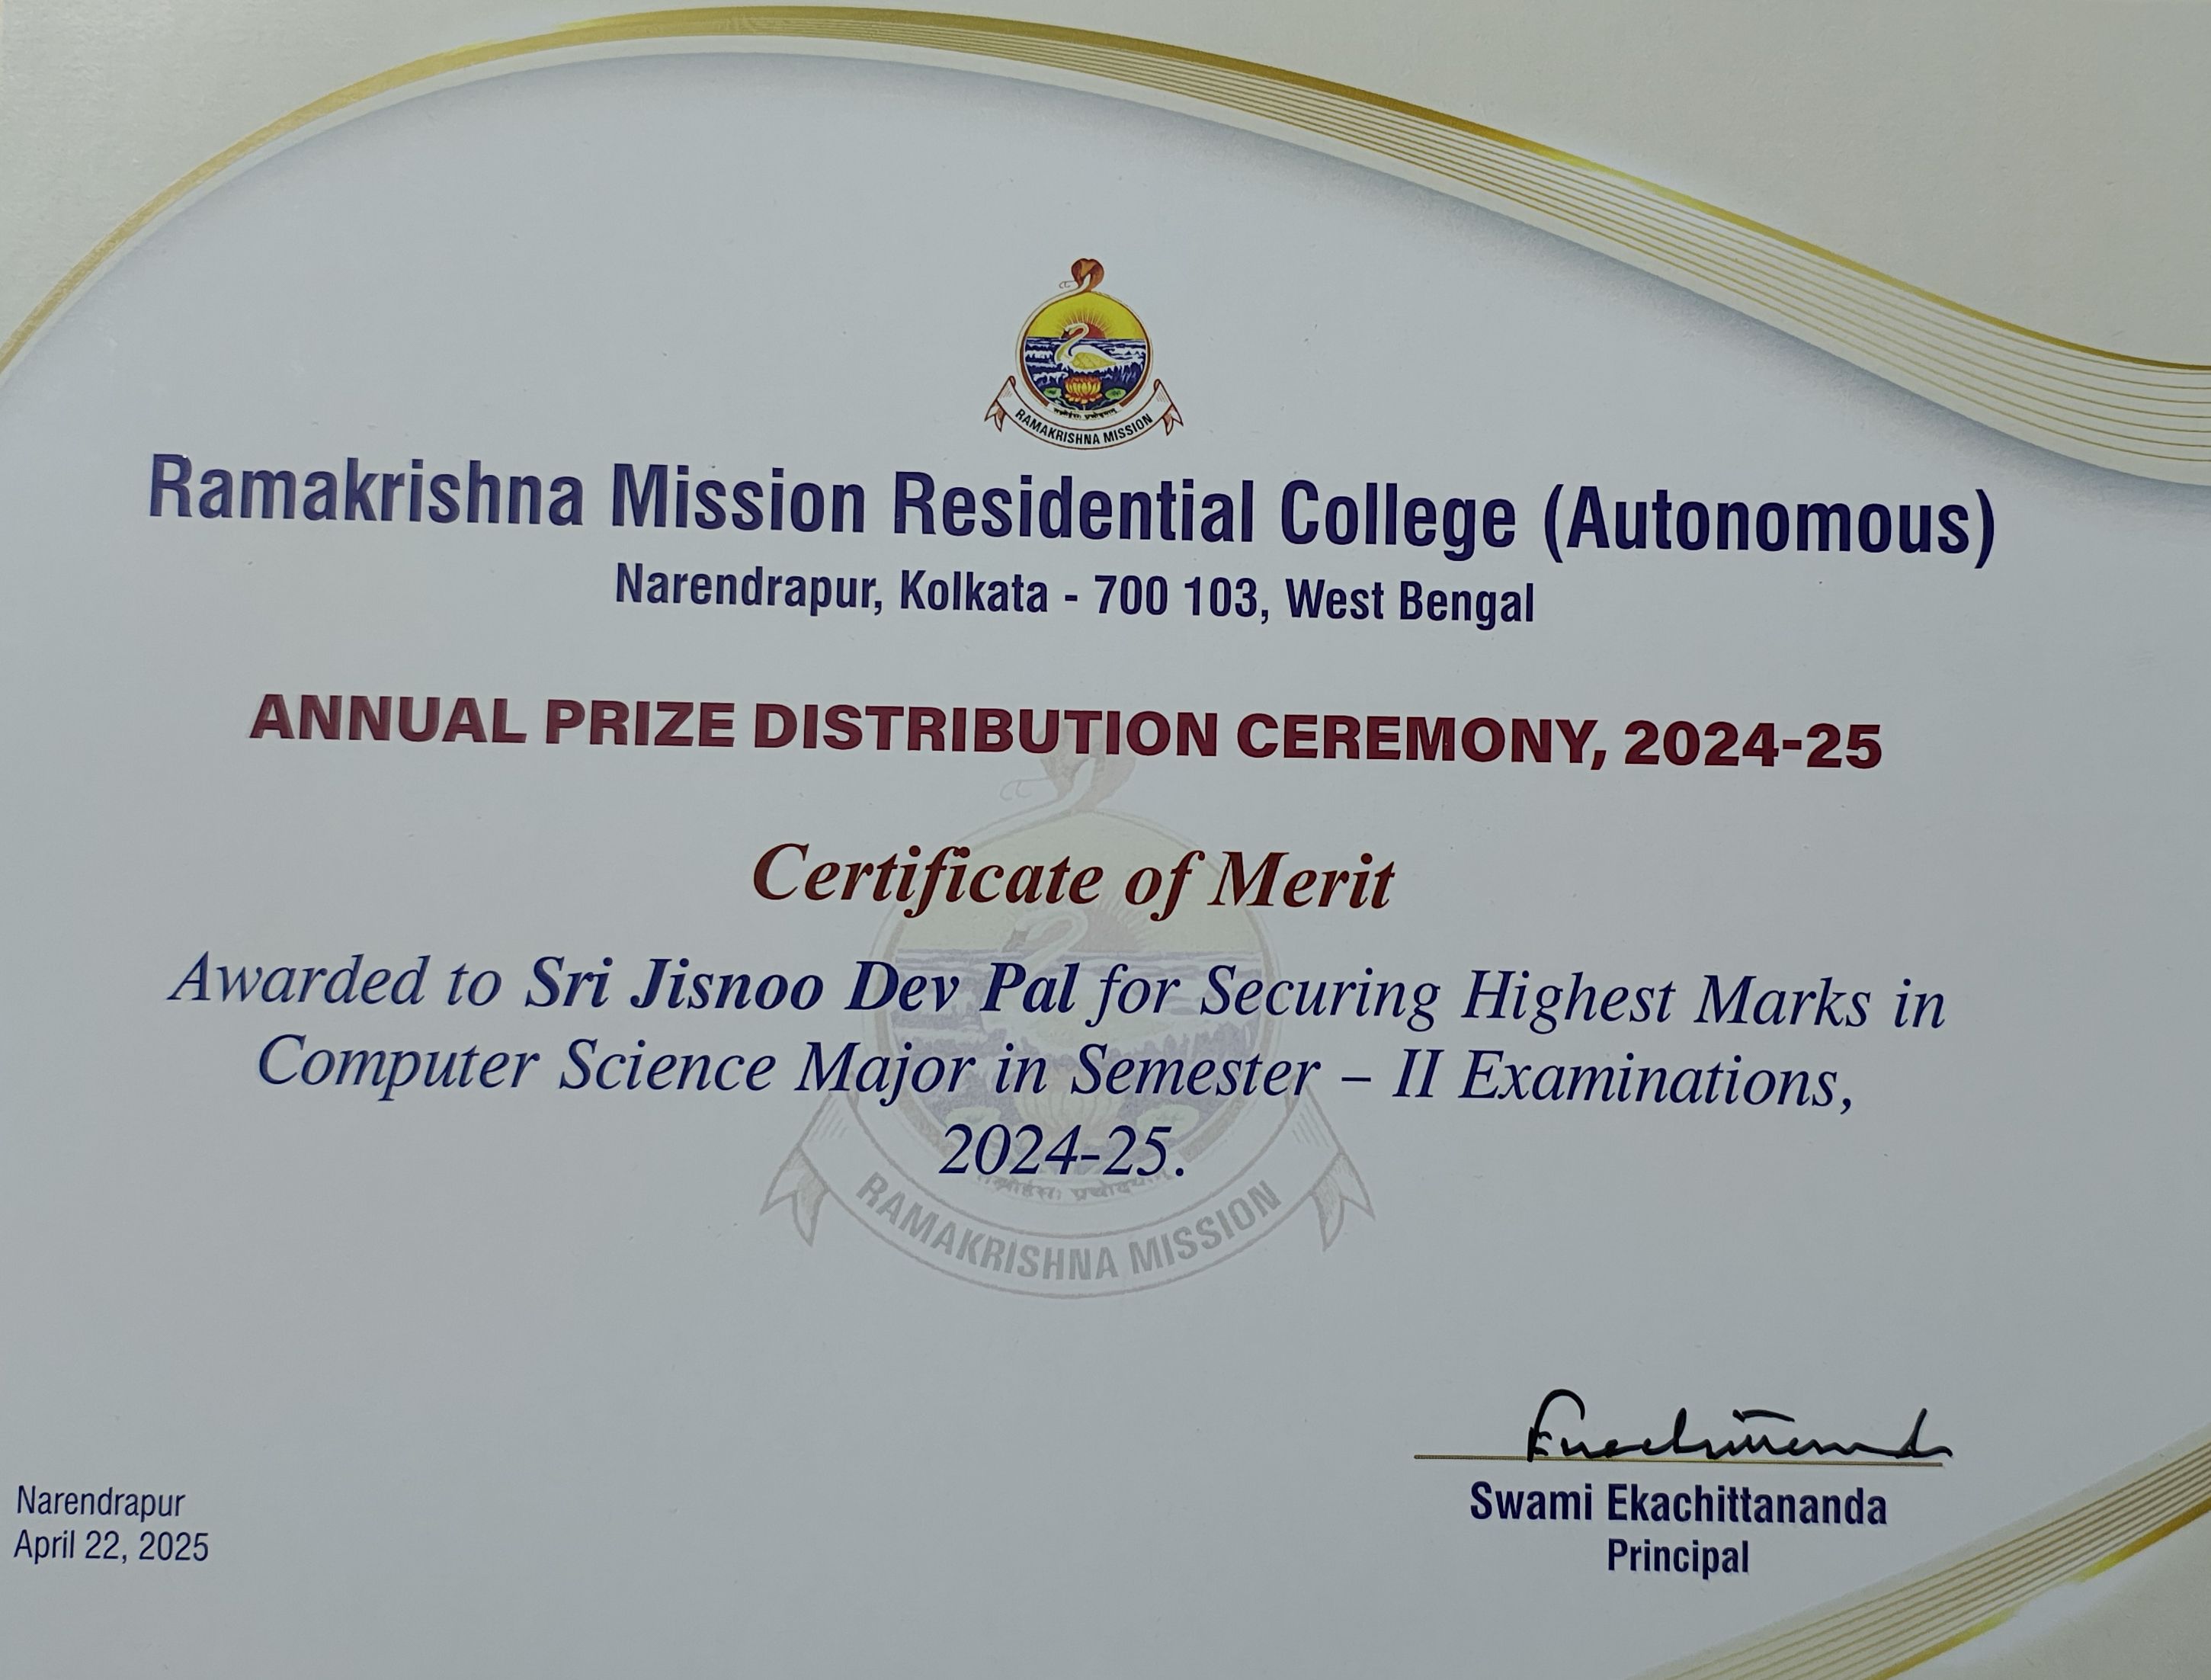 RAMAKRISHNA MISSION
Ramakrishna Mission Residential College (Autonomous)
Narendrapur, Kolkata - 700 103, West Bengal
ANNUAL PRIZE DISTRIBUTION CEREMONY, 2024-25
Certificate of Merit
Awarded to Sri Jisnoo Dev Pal for Securing Highest Marks in
Computer Science Major in Semester – II Examinations,
2024-25.
RAMAKRISHNA MISSION
Swami Ekachittananda
Principal
Narendrapur
April 22, 2025